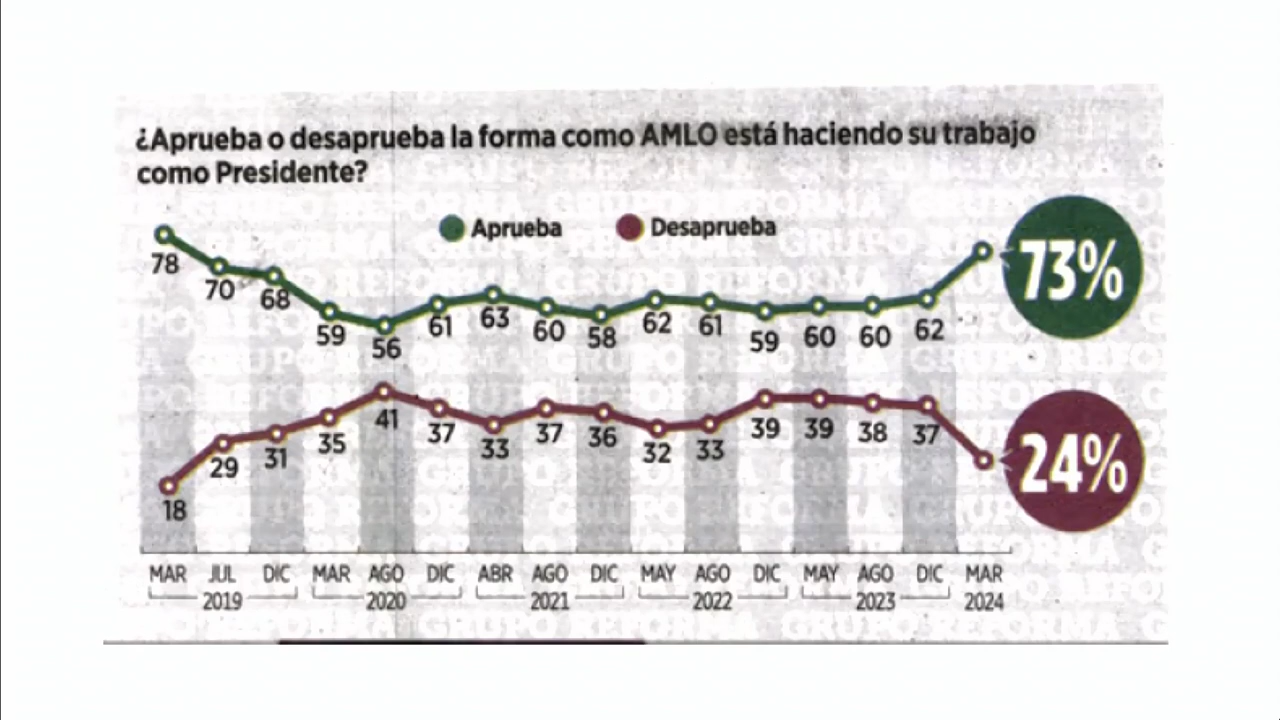 ¿Aprueba o desaprueba la forma como AMLO está haciendo su trabajo
como Presidente?
Aprueba Desaprueba
78 70 68 59 56 61 63 60 58 62 61 59 60 60 62 73%
18 29 31 35 41 37 33 37 36 32 33 39 39 38 37 24%
MAR JUL DIC MAR AGO DIC ABR AGO DIC MAY AGO DIC MAY AGO DIC MAR
2019 2020 2021 2022 2023 2024
GRUPO REFORMA